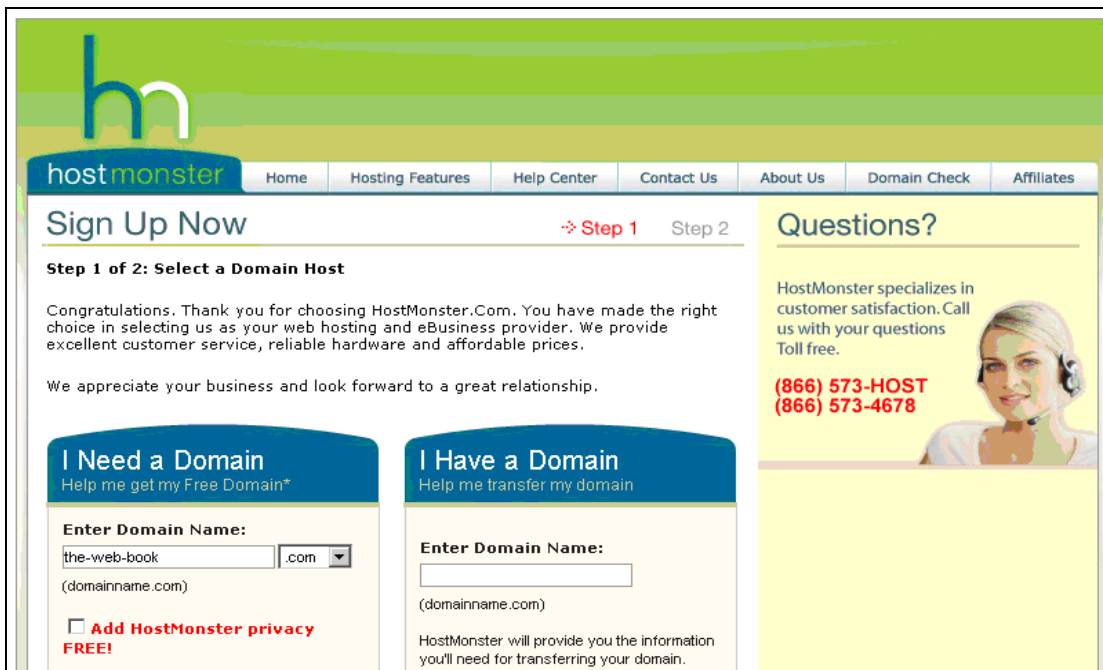 hm
hostmonster
Home Hosting Features Help Center Contact Us About Us Domain Check Affiliates
Sign Up Now
Step 1 Step 2
Step 1 of 2: Select a Domain Host
Congratulations. Thank you for choosing HostMonster.Com. You have made the right
choice in selecting us as your web hosting and eBusiness provider. We provide
excellent customer service, reliable hardware and affordable prices.
We appreciate your business and look forward to a great relationship.
I Need a Domain
Help me get my Free Domain*
Enter Domain Name:
the-web-book .com
(domainname.com)
Add HostMonster privacy
FREE!
I Have a Domain
Help me transfer my domain
Enter Domain Name:
(domainname.com)
HostMonster will provide you the information
you'll need for transferring your domain.
Questions?
HostMonster specializes in
customer satisfaction. Call
us with your questions
Toll free.
(866) 573-HOST
(866) 573-4678